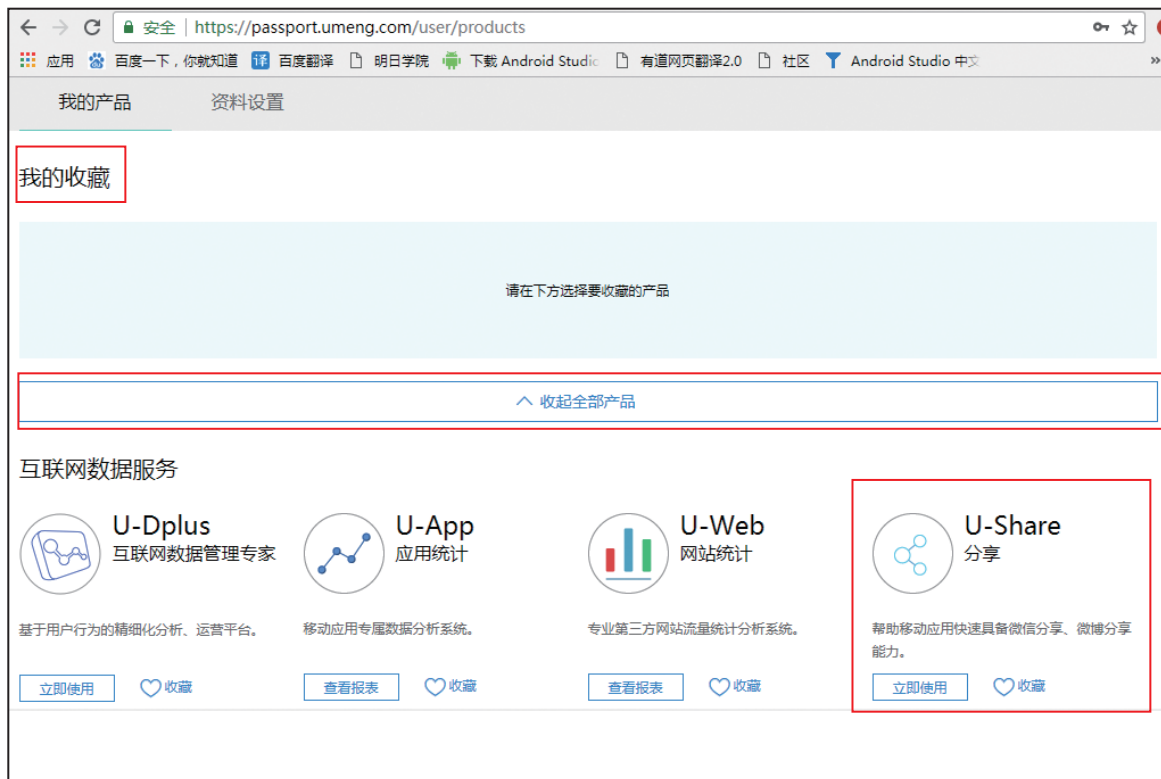 安全 | https://passport.umeng.com/user/products
应用 百度一下，你就知道 译 百度翻译 明日学院 下载 Android Studio 有道网页翻译2.0 社区 Android Studio 中文 »
我的产品 资料设置
我的收藏
请在下方选择要收藏的产品
收起全部产品
互联网数据服务
U-Dplus
互联网数据管理专家
基于用户行为的精细化分析、运营平台。
立即使用 收藏
U-App
应用统计
移动应用专属数据分析系统。
查看报表 收藏
U-Web
网站统计
专业第三方网站流量统计分析系统。
查看报表 收藏
U-Share
分享
帮助移动应用快速具备微信分享、微博分享
能力。
立即使用 收藏